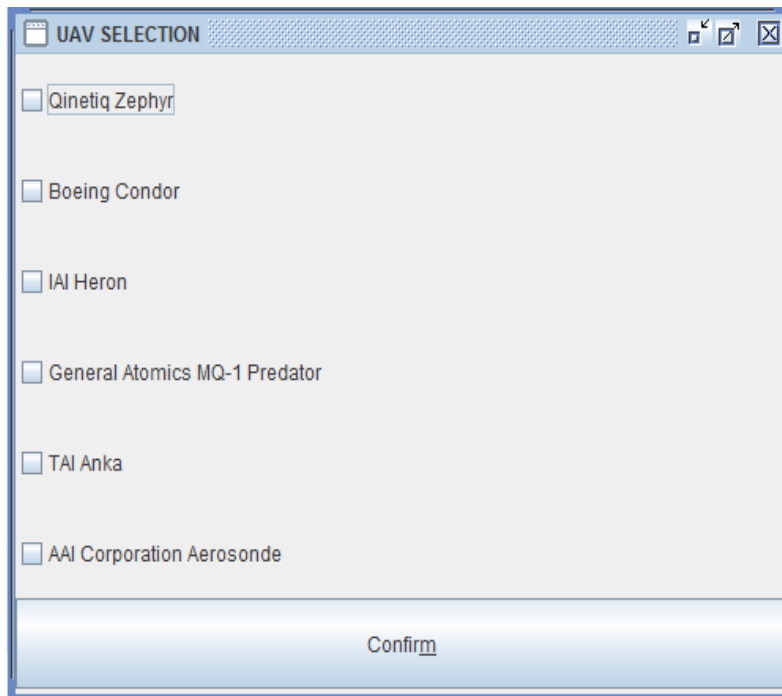 UAV SELECTION
Qinetiq Zephyr
Boeing Condor
IAI Heron
General Atomics MQ-1 Predator
TAI Anka
AAI Corporation Aerosonde
Confirm